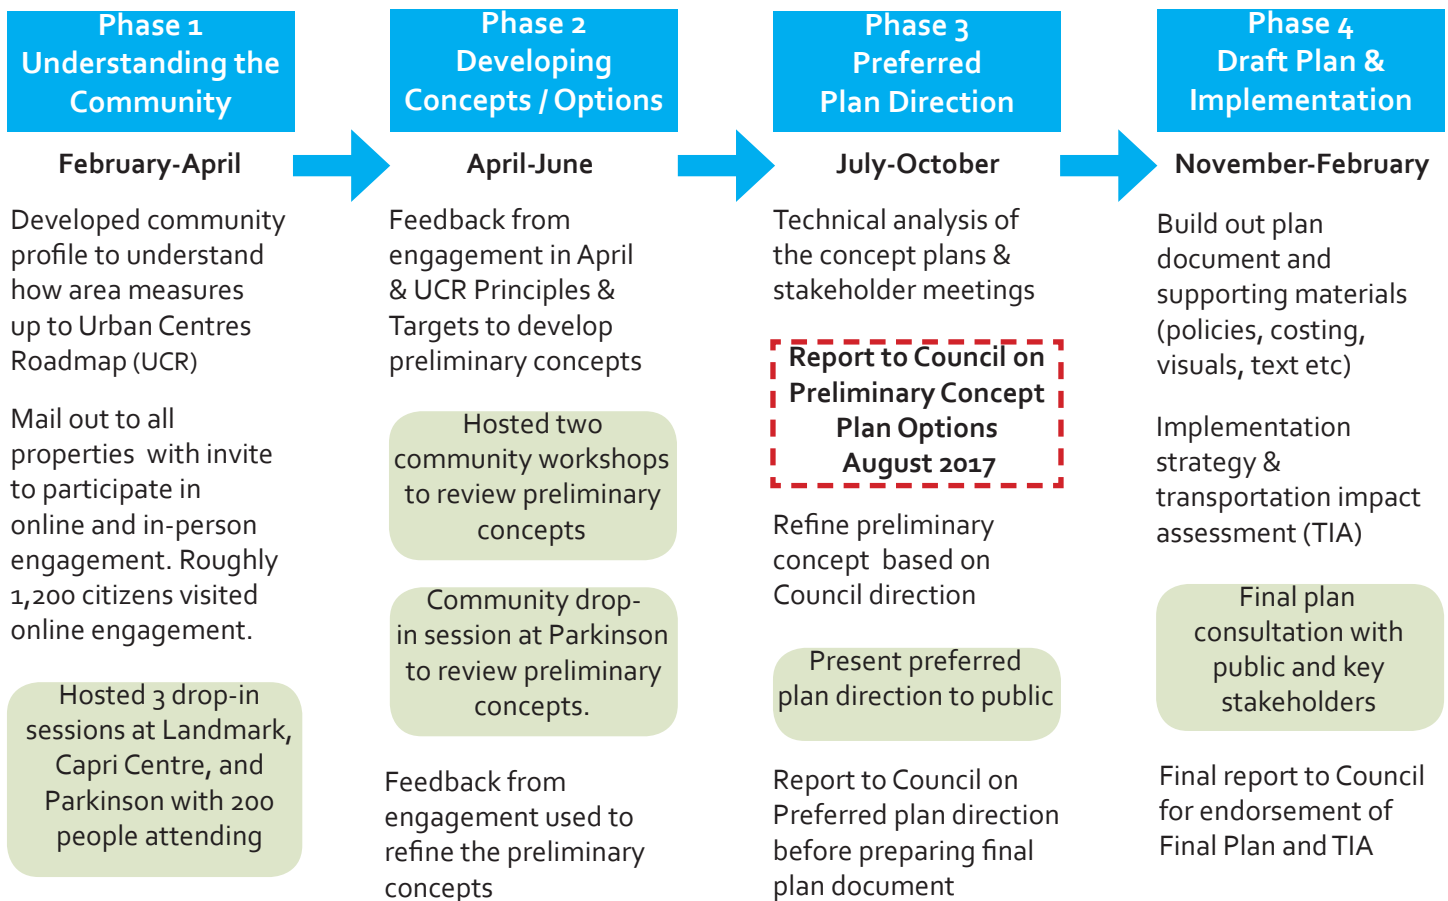 Phase 1
Understanding the
Community
February-April
Developed community
profile to understand
how area measures
up to Urban Centres
Roadmap (UCR)
Mail out to all
properties with invite
to participate in
online and in-person
engagement. Roughly
1,200 citizens visited
online engagement.
Hosted 3 drop-in
sessions at Landmark,
Capri Centre, and
Parkinson with 200
people attending
Phase 2
Developing
Concepts / Options
April-June
Feedback from
engagement in April
& UCR Principles &
Targets to develop
preliminary concepts
Hosted two
community workshops
to review preliminary
concepts
Community drop-
in session at Parkinson
to review preliminary
concepts.
Feedback from
engagement used to
refine the preliminary
concepts
Phase 3
Preferred
Plan Direction
July-October
Technical analysis of
the concept plans &
stakeholder meetings
Report to Council on
Preliminary Concept
Plan Options
August 2017
Refine preliminary
concept based on
Council direction
Present preferred
plan direction to public
Report to Council on
Preferred plan direction
before preparing final
plan document
Phase 4
Draft Plan &
Implementation
November-February
Build out plan
document and
supporting materials
(policies, costing,
visuals, text etc)
Implementation
strategy &
transportation impact
assessment (TIA)
Final plan
consultation with
public and key
stakeholders
Final report to Council
for endorsement of
Final Plan and TIA